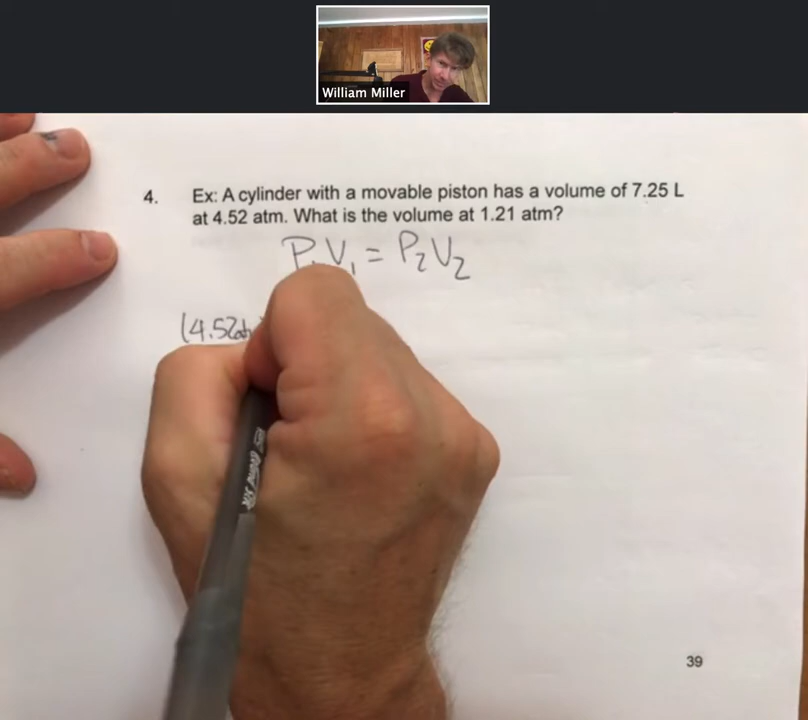 William Miller
4. Ex: A cylinder with a movable piston has a volume of 7.25 L
at 4.52 atm. What is the volume at 1.21 atm?
P₁V₁ = P₂V₂
(4.52
39